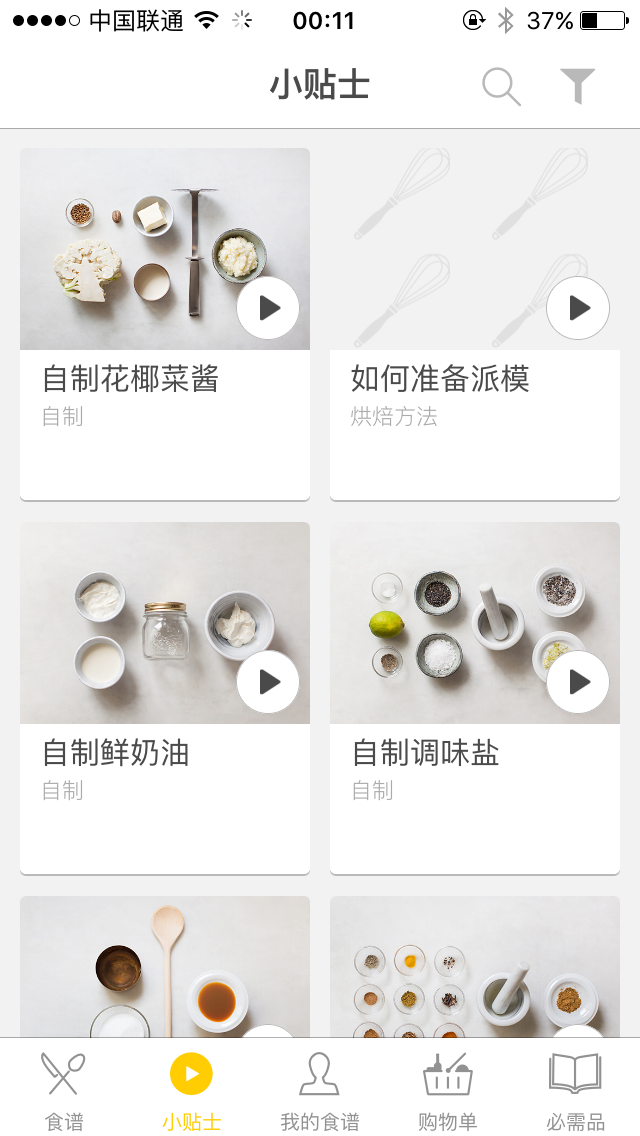 中国联通 00:11 37%
小贴士
自制花椰菜酱
自制
如何准备派模
烘焙方法
自制鲜奶油
自制
自制调味盐
自制
食谱 小贴士 我的食谱 购物单 必需品